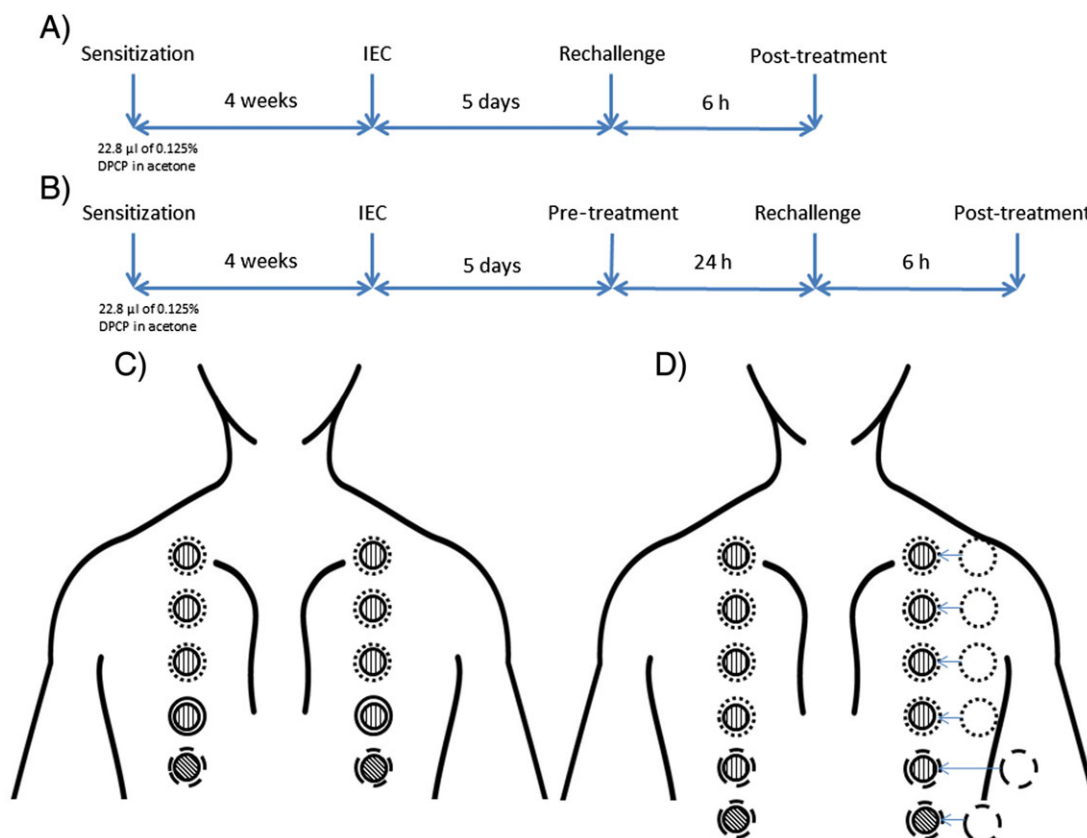 A)
Sensitization IEC Rechallenge Post-treatment
4 weeks 5 days 6 h
22.8 µl of 0.125%
DPCP in acetone
B)
Sensitization IEC Pre-treatment Rechallenge Post-treatment
4 weeks 5 days 24 h 6 h
22.8 µl of 0.125%
DPCP in acetone
C) D)